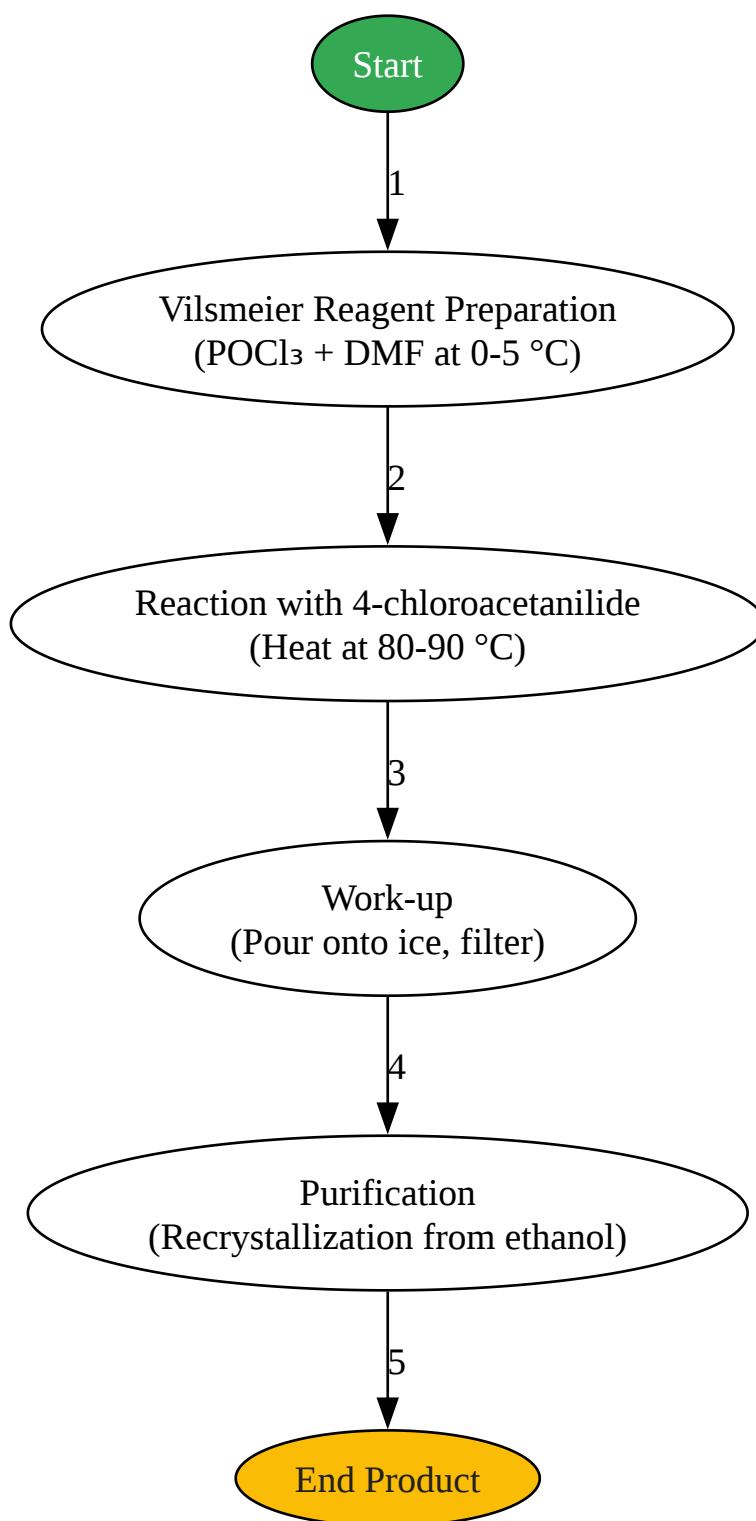 Start
1
Vilsmeier Reagent Preparation
(POCl₃ + DMF at 0-5 °C)
2
Reaction with 4-chloroacetanilide
(Heat at 80-90 °C)
3
Work-up
(Pour onto ice, filter)
4
Purification
(Recrystallization from ethanol)
5
End Product